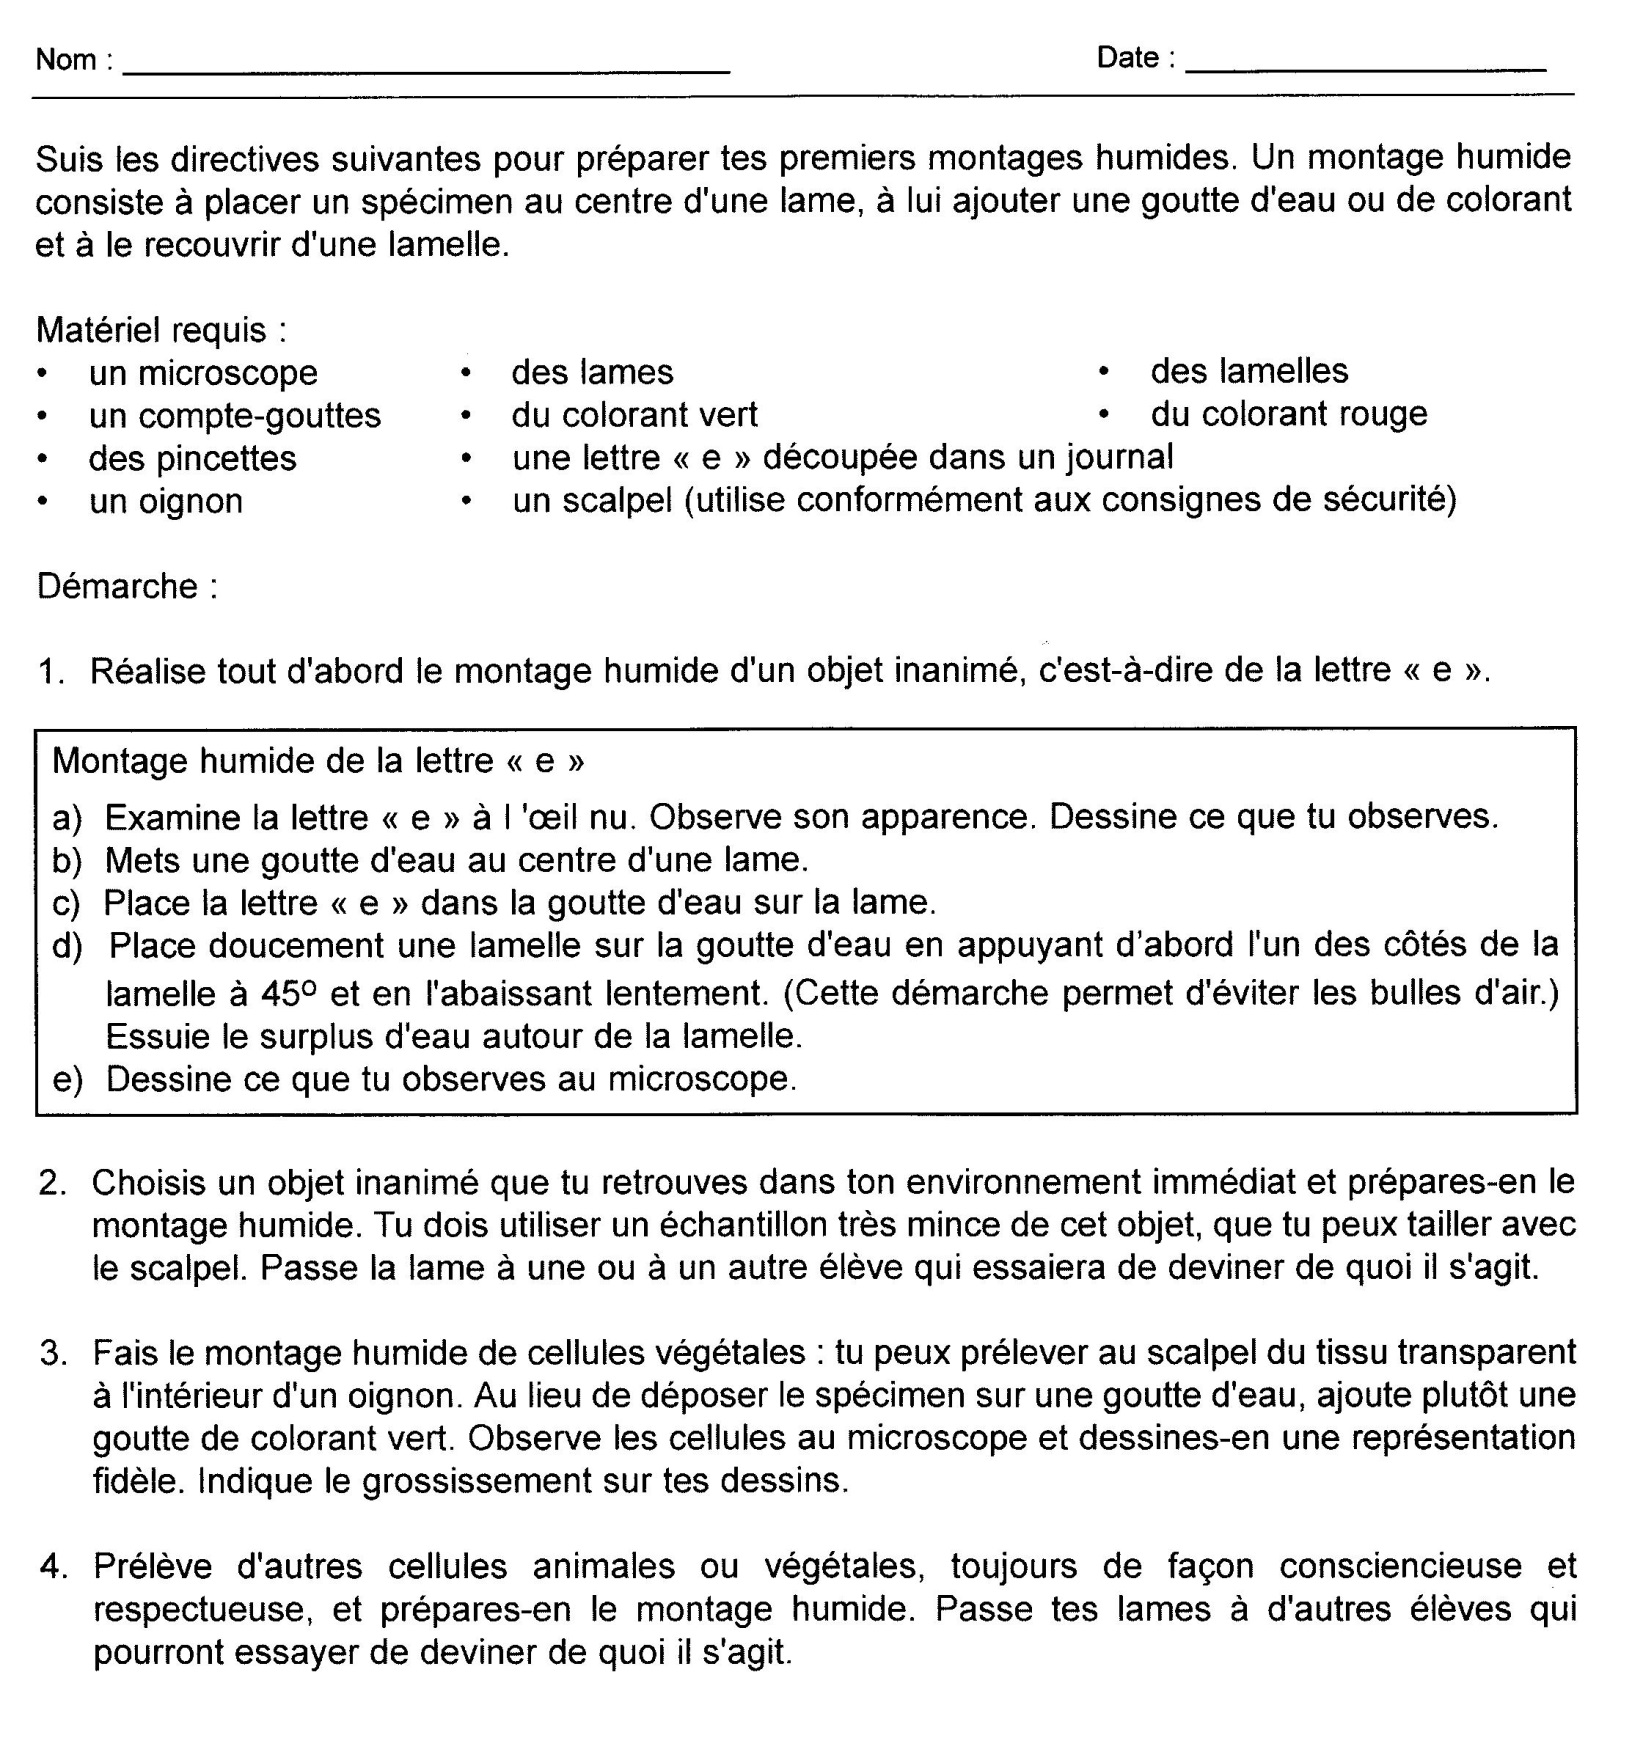 Nom : Date :
Suis les directives suivantes pour préparer tes premiers montages humides. Un montage humide
consiste à placer un spécimen au centre d'une lame, à lui ajouter une goutte d'eau ou de colorant
et à le recouvrir d'une lamelle.
Matériel requis :
• un microscope • des lames • des lamelles
• un compte-gouttes • du colorant vert • du colorant rouge
• des pincettes • une lettre « e » découpée dans un journal
• un oignon • un scalpel (utilise conformément aux consignes de sécurité)
Démarche :
1. Réalise tout d'abord le montage humide d'un objet inanimé, c'est-à-dire de la lettre « e ».
Montage humide de la lettre « e »
a) Examine la lettre « e » à l 'œil nu. Observe son apparence. Dessine ce que tu observes.
b) Mets une goutte d'eau au centre d'une lame.
c) Place la lettre « e » dans la goutte d'eau sur la lame.
d) Place doucement une lamelle sur la goutte d'eau en appuyant d’abord l'un des côtés de la
lamelle à 45º et en l'abaissant lentement. (Cette démarche permet d'éviter les bulles d'air.)
Essuie le surplus d'eau autour de la lamelle.
e) Dessine ce que tu observes au microscope.
2. Choisis un objet inanimé que tu retrouves dans ton environnement immédiat et prépares-en le
montage humide. Tu dois utiliser un échantillon très mince de cet objet, que tu peux tailler avec
le scalpel. Passe la lame à une ou à un autre élève qui essaiera de deviner de quoi il s'agit.
3. Fais le montage humide de cellules végétales : tu peux prélever au scalpel du tissu transparent
à l'intérieur d'un oignon. Au lieu de déposer le spécimen sur une goutte d'eau, ajoute plutôt une
goutte de colorant vert. Observe les cellules au microscope et dessines-en une représentation
fidèle. Indique le grossissement sur tes dessins.
4. Prélève d'autres cellules animales ou végétales, toujours de façon consciencieuse et
respectueuse, et prépares-en le montage humide. Passe tes lames à d'autres élèves qui
pourront essayer de deviner de quoi il s'agit.